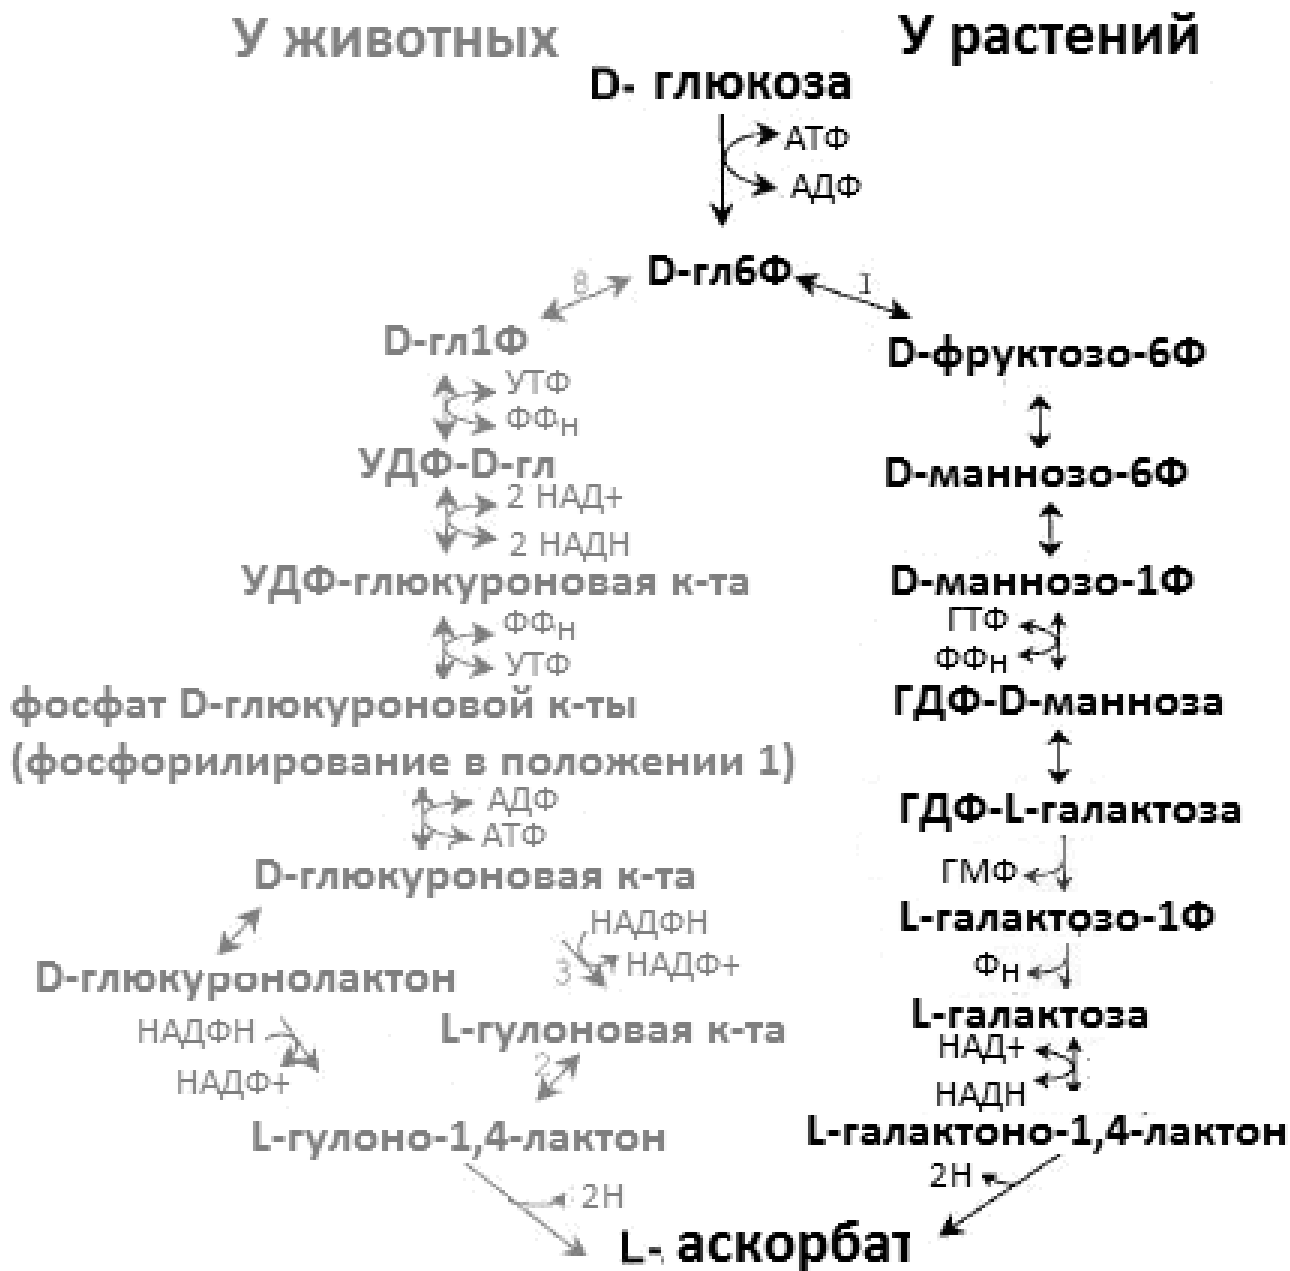 У животных
У растений
D- глюкоза
АТФ
АДФ
D-гл6Ф
8
1
D-гл1Ф
D-фруктозо-6Ф
УТФ
ФФн
УДФ-D-гл
D-маннозо-6Ф
2 НАД+
2 НАДН
УДФ-глюкуроновая к-та
D-маннозо-1Ф
ФФн
УТФ
ГТФ
ФФн
фосфат D-глюкуроновой к-ты
(фосфорилирование в положении 1)
ГДФ-D-манноза
АДФ
АТФ
ГДФ-L-галактоза
D-глюкуроновая к-та
ГМФ
L-галактозо-1Ф
НАДФН
3
НАДФ+
D-глюкуронолактон
Фн
НАДФН
НАДФ+
L-гулоновая к-та
L-галактоза
2
НАД+
НАДН
L-гулоно-1,4-лактон
L-галактоно-1,4-лактон
2Н
2Н
L- аскорбат